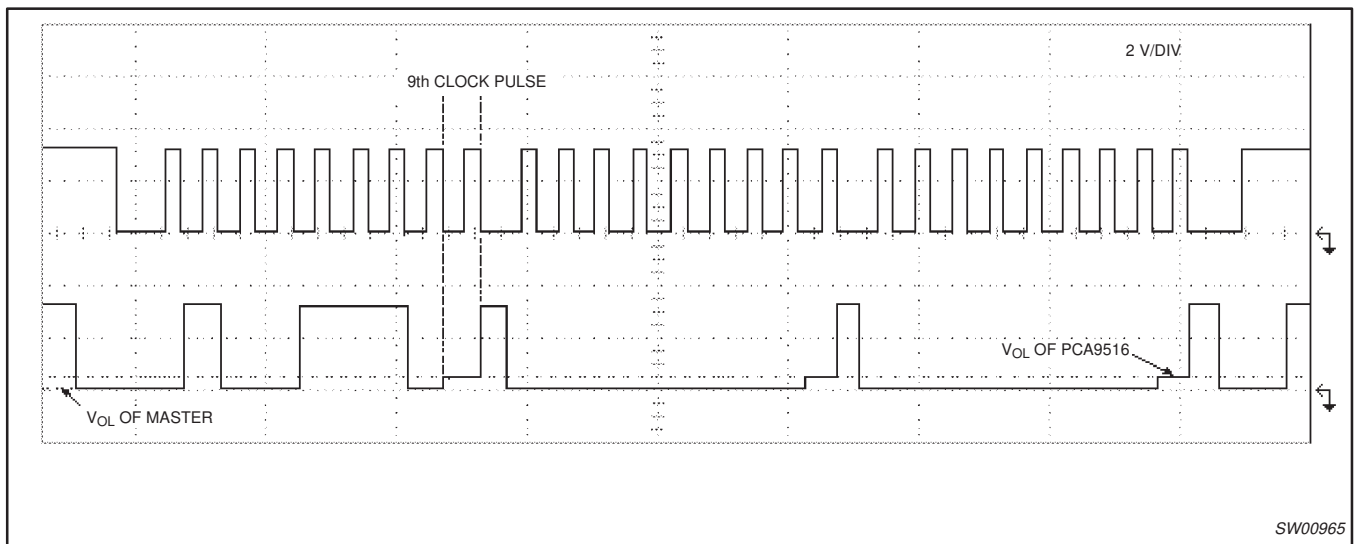 2 V/DIV
9th CLOCK PULSE
VOL OF PCA9516
VOL OF MASTER
SW00965